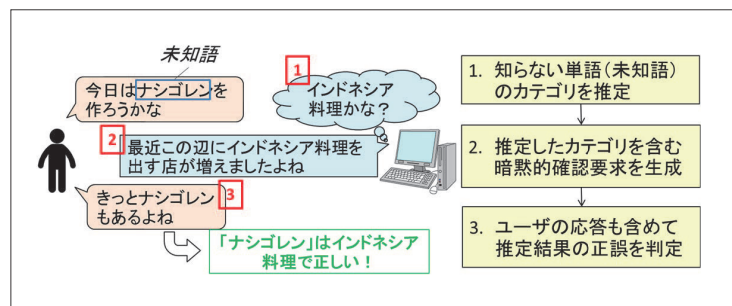 未知語
今日はナシゴレンを
作ろうかな
1
インドネシア
料理かな？
2
最近この辺にインドネシア料理を
出す店が増えましたよね
きっとナシゴレン
もあるよね
3
「ナシゴレン」はインドネシア
料理で正しい！
1. 知らない単語(未知語)
のカテゴリを推定
2. 推定したカテゴリを含む
暗黙的確認要求を生成
3. ユーザの応答も含めて
推定結果の正誤を判定